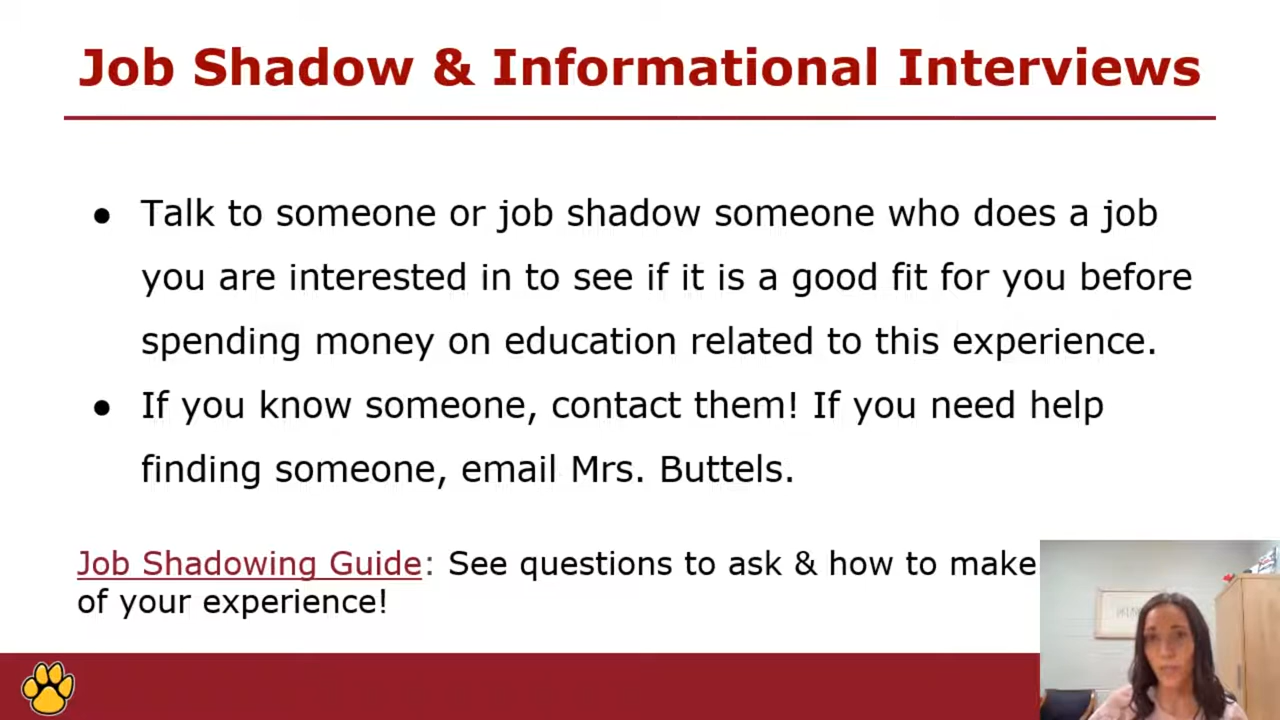 Job Shadow & Informational Interviews
● Talk to someone or job shadow someone who does a job
you are interested in to see if it is a good fit for you before
spending money on education related to this experience.
● If you know someone, contact them! If you need help
finding someone, email Mrs. Buttels.
Job Shadowing Guide: See questions to ask & how to make
of your experience!